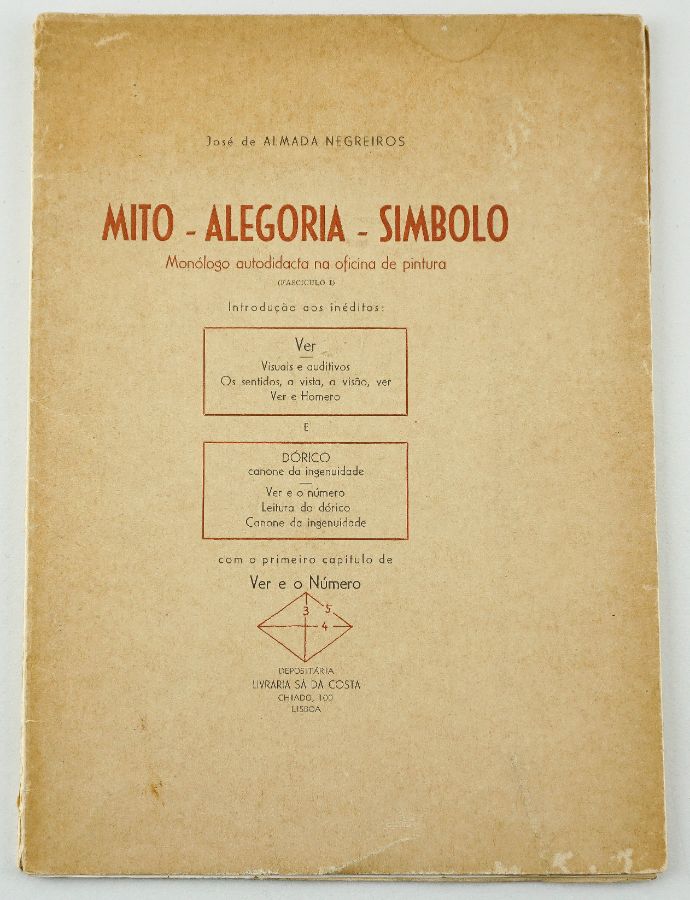 José de ALMADA NEGREIROS
MITO - ALEGORIA - SIMBOLO
Monólogo autodidacta na oficina de pintura
(FASCICULO I)
Introdução aos inéditos:
Ver
Visuais e auditivos
Os sentidos, a vista, a visão, ver
Ver e Homero
E
DÓRICO
canone da ingenuidade
Ver e o número
Leitura do dórico
Canone da ingenuidade
com o primeiro capitulo de
Ver e o Número
3 5
4
DEPOSITÁRIA
LIVRARIA SÁ DA COSTA
CHIADO, 100
LISBOA